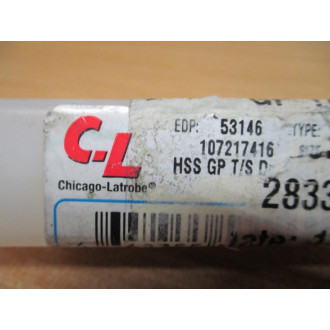 C-L
Chicago-Latrobe®
EDP: 53146 TYPE:
107217416
HSS GP T/S D
2833